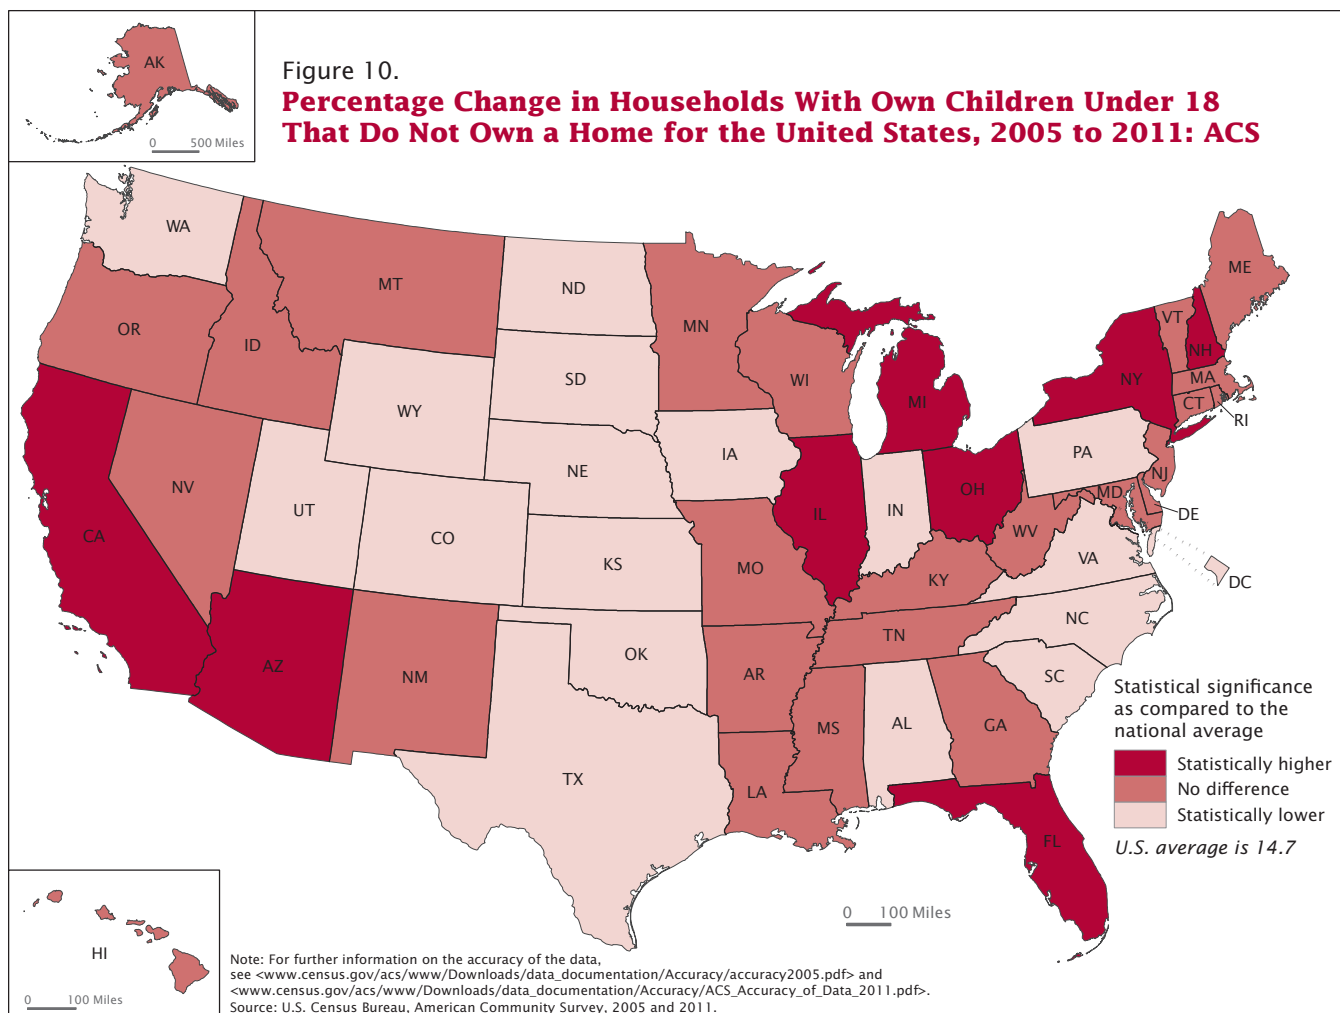 AK
0 500 Miles
Figure 10.
Percentage Change in Households With Own Children Under 18
That Do Not Own a Home for the United States, 2005 to 2011: ACS
WA
OR
ID
MT
ND
MN
SD
WY
WI
MI
ME
VT
NH
NY
MA
CT
RI
CA
NV
UT
CO
NE
IA
IL
IN
OH
PA
NJ
MD
DE
DC
WV
VA
KS
MO
KY
NC
TN
SC
AZ
NM
OK
AR
TX
LA
MS
AL
GA
FL
Statistical significance
as compared to the
national average
Statistically higher
No difference
Statistically lower
U.S. average is 14.7
0 100 Miles
HI
0 100 Miles
Note: For further information on the accuracy of the data,
see <www.census.gov/acs/www/Downloads/data_documentation/Accuracy/accuracy2005.pdf> and
<www.census.gov/acs/www/Downloads/data_documentation/Accuracy/ACS_Accuracy_of_Data_2011.pdf>.
Source: U.S. Census Bureau, American Community Survey, 2005 and 2011.